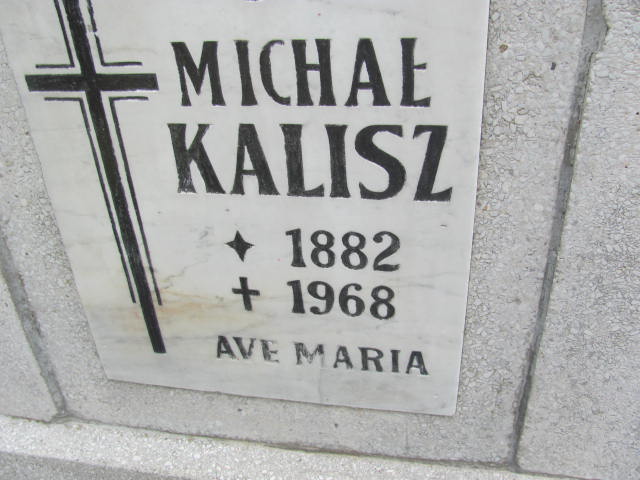 MICHAŁ
KALISZ
✦ 1882
✝ 1968
AVE MARIA